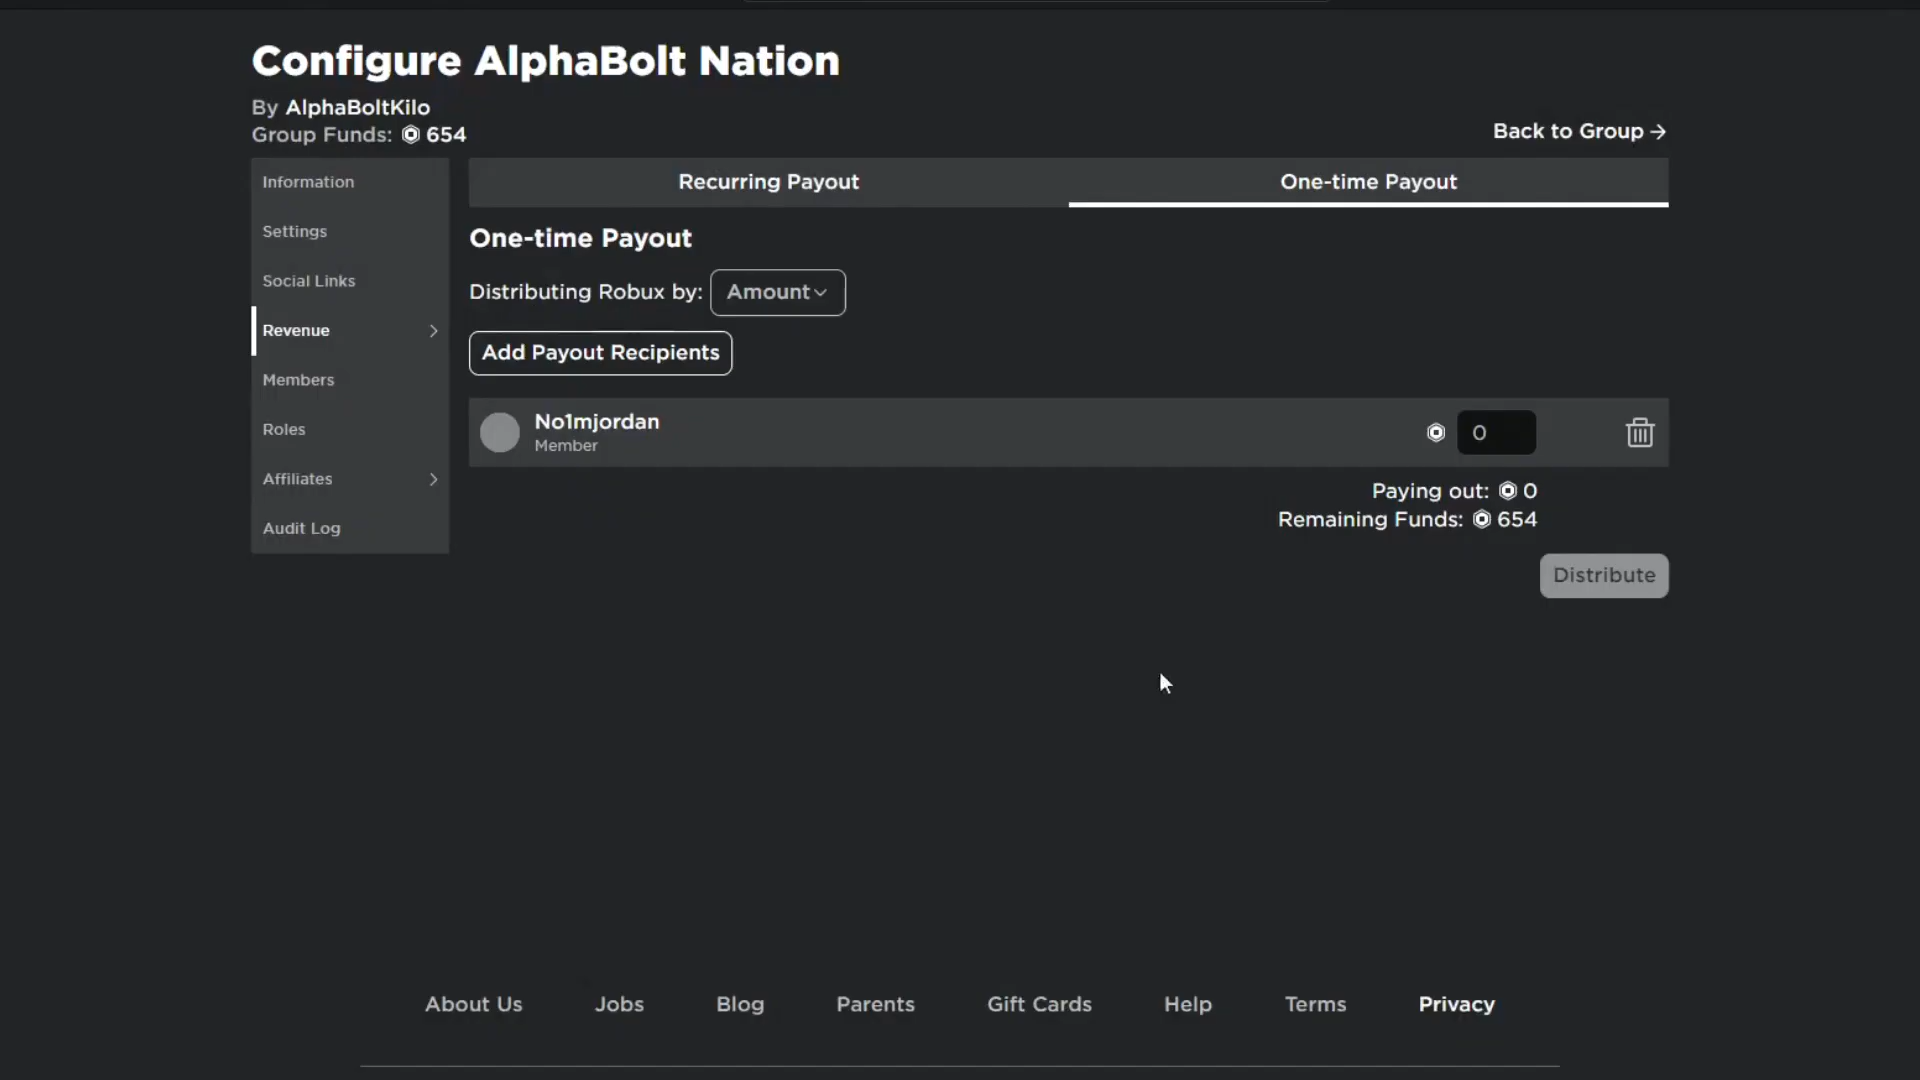 Configure AlphaBolt Nation
By AlphaBoltKilo
Group Funds: 654
Back to Group
Information
Settings
Social Links
Revenue
Members
Roles
Affiliates
Audit Log
Recurring Payout
One-time Payout
One-time Payout
Distributing Robux by: Amount
Add Payout Recipients
No1mjordan
Member
0
Paying out: 0
Remaining Funds: 654
Distribute
About Us
Jobs
Blog
Parents
Gift Cards
Help
Terms
Privacy